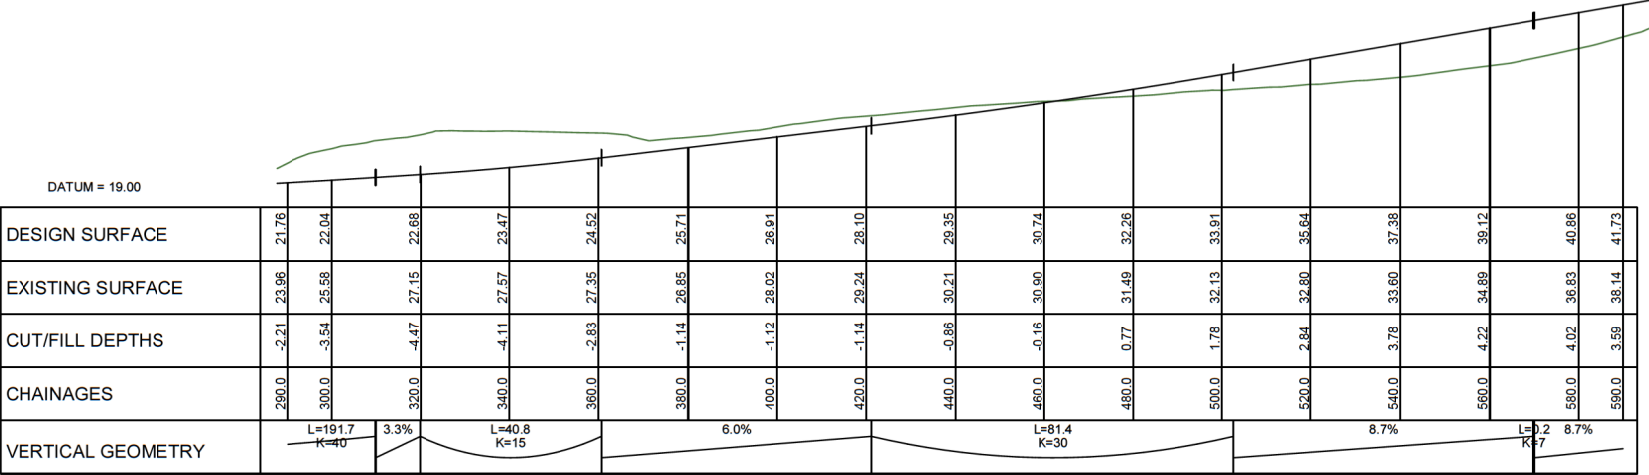 DATUM = 19.00
DESIGN SURFACE 21.76 22.04 22.68 23.47 24.52 25.71 26.91 28.10 29.35 30.74 32.26 33.91 35.64 37.38 39.12 40.86 41.73
EXISTING SURFACE 23.96 25.58 27.15 27.57 27.35 26.85 28.02 29.24 30.21 30.90 31.49 32.13 32.80 33.60 34.89 36.83 38.14
CUT/FILL DEPTHS -2.21 -3.54 -4.47 -4.11 -2.83 -1.14 -1.12 -1.14 -0.86 -0.16 0.77 1.78 2.84 3.78 4.22 4.02 3.59
CHAINAGES 290.0 300.0 320.0 340.0 360.0 380.0 400.0 420.0 440.0 460.0 480.0 500.0 520.0 540.0 560.0 580.0 590.0
L=191.7 3.3% L=40.8 6.0% L=81.4 8.7% L=0.2 8.7%
K=40 K=15 K=30 K=7
VERTICAL GEOMETRY